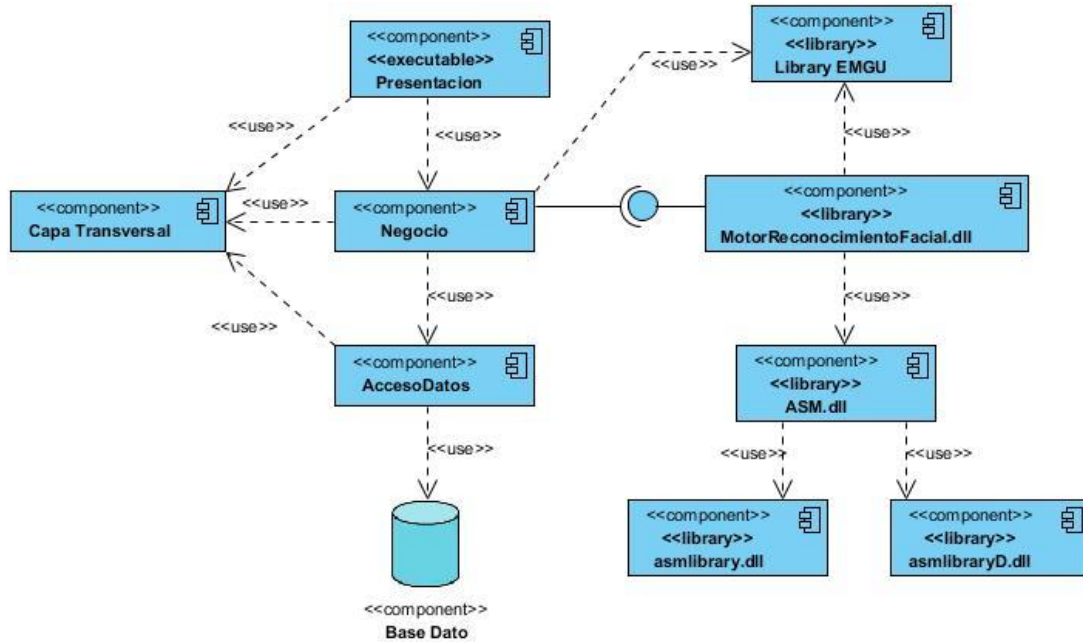 <<component>>
<<executable>>
Presentacion
<<component>>
<<library>>
Library EMGU
<<use>>
<<use>>
<<use>>
<<use>>
<<component>>
Capa Transversal
<<use>>
<<component>>
Negocio
<<component>>
<<library>>
MotorReconocimientoFacial.dll
<<use>>
<<use>>
<<use>>
<<component>>
AccesoDatos
<<component>>
<<library>>
ASM.dll
<<use>>
<<use>>
<<use>>
<<component>>
<<library>>
asmlibrary.dll
<<component>>
<<library>>
asmlibraryD.dll
<<component>>
Base Dato